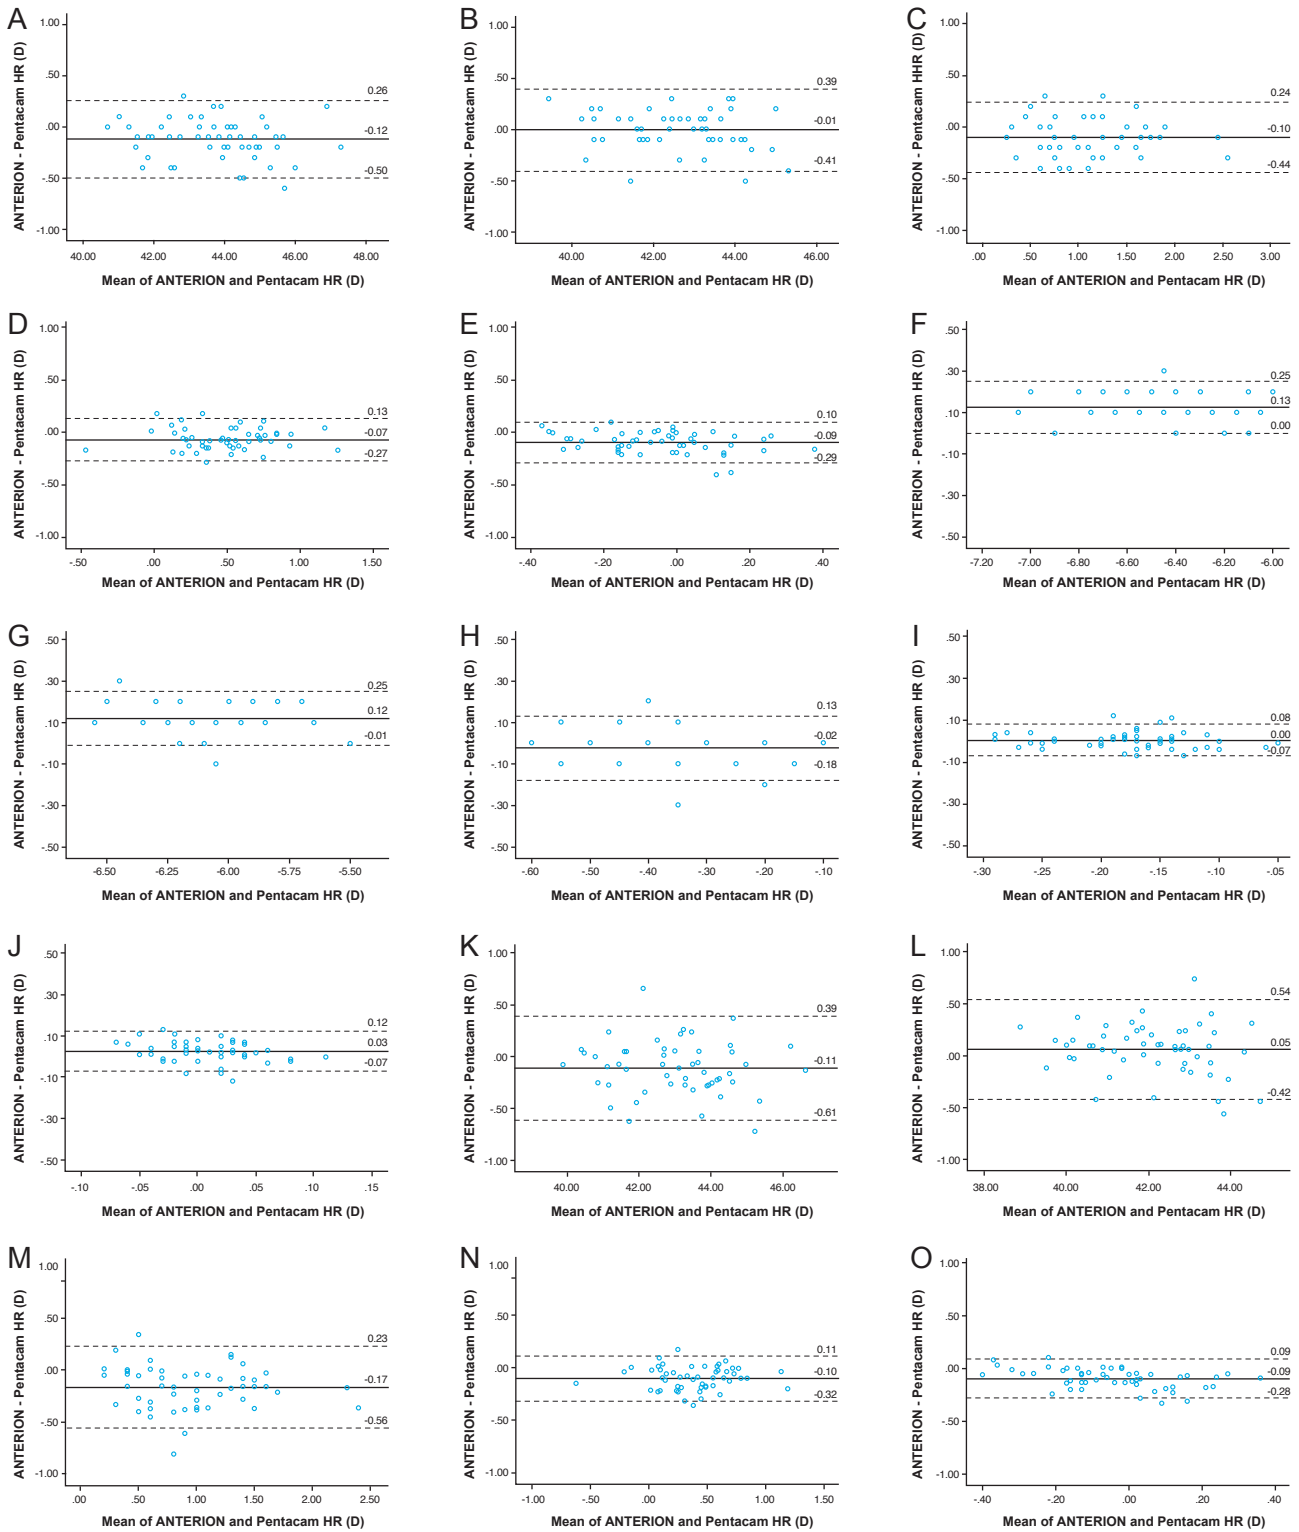 A
ANTERION - Pentacam HR (D)
1.00
.50
.00
-.50
-1.00
0.26
-0.12
-0.50
40.00 42.00 44.00 46.00 48.00
Mean of ANTERION and Pentacam HR (D)
B
ANTERION - Pentacam HR (D)
1.00
.50
.00
.50
-1.00
0.39
-0.01
-0.41
40.00 42.00 44.00 46.00
Mean of ANTERION and Pentacam HR (D)
C
ANTERION - Pentacam HHR (D)
1.00
.50
.00
-.50
-1.00
0.24
-0.10
-0.44
.00 .50 1.00 1.50 2.00 3.00
Mean of ANTERION and Pentacam HR (D)
D
ANTERION - Pentacam HR (D)
1.00
.50
.00
-.50
-1.00
0.13
-0.07
-0.27
-.50 .00 .50 1.00 1.50
Mean of ANTERION and Pentacam HR (D)
E
ANTERION - Pentacam HR (D)
1.00
.50
.00
-.50
-1.00
0.10
-0.09
-0.29
-.40 -.20 .00 .20 .40
Mean of ANTERION and Pentacam HR (D)
F
ANTERION - Pentacam HR (D)
.50
.30
.10
-.10
-.30
-.50
0.25
0.13
0.00
-7.20 -7.00 -6.80 -6.60 -6.40 -6.20 -6.00
Mean of ANTERION and Pentacam HR (D)
G
ANTERION - Pentacam HR (D)
.50
.30
.10
-.10
-.30
-.50
0.25
0.12
-0.01
-6.50 -6.25 -6.00 -5.75 -5.50
Mean of ANTERION and Pentacam HR (D)
H
ANTERION - Pentacam HR (D)
.50
.30
.10
-.10
-.30
-.50
0.13
-0.02
-0.18
-.60 -.50 -.40 -.30 -.20 -.10
Mean of ANTERION and Pentacam HR (D)
I
ANTERION - Pentacam HR (D)
.50
.30
.10
-.10
-.30
-.50
0.08
0.00
-0.07
-.30 -.25 -.20 -.15 -.10 -.05
Mean of ANTERION and Pentacam HR (D)
J
ANTERION - Pentacam HR (D)
.50
.30
.10
-.10
-.30
-.50
0.12
0.03
-0.07
-.10 -.05 .00 .05 .10 .15
Mean of ANTERION and Pentacam HR (D)
K
ANTERION - Pentacam HR (D)
1.00
.50
.00
-.50
-1.00
0.39
-0.11
-0.61
40.00 42.00 44.00 46.00
Mean of ANTERION and Pentacam HR (D)
L
ANTERION - Pentacam HR (D)
1.00
.50
.00
-.50
-1.00
0.54
0.05
-0.42
38.00 40.00 42.00 44.00
Mean of ANTERION and Pentacam HR (D)
M
ANTERION - Pentacam HR (D)
1.00
.50
.00
-.50
-1.00
0.23
-0.17
-0.56
.00 .50 1.00 1.50 2.00 2.50
Mean of ANTERION and Pentacam HR (D)
N
ANTERION - Pentacam HR (D)
1.00
.50
.00
-.50
-1.00
0.11
-0.10
-0.32
-1.00 -.50 .00 .50 1.00 1.50
Mean of ANTERION and Pentacam HR (D)
O
ANTERION - Pentacam HR (D)
1.00
.50
.00
-.50
-1.00
0.09
-0.09
-0.28
-.40 -.20 .00 .20 .40
Mean of ANTERION and Pentacam HR (D)